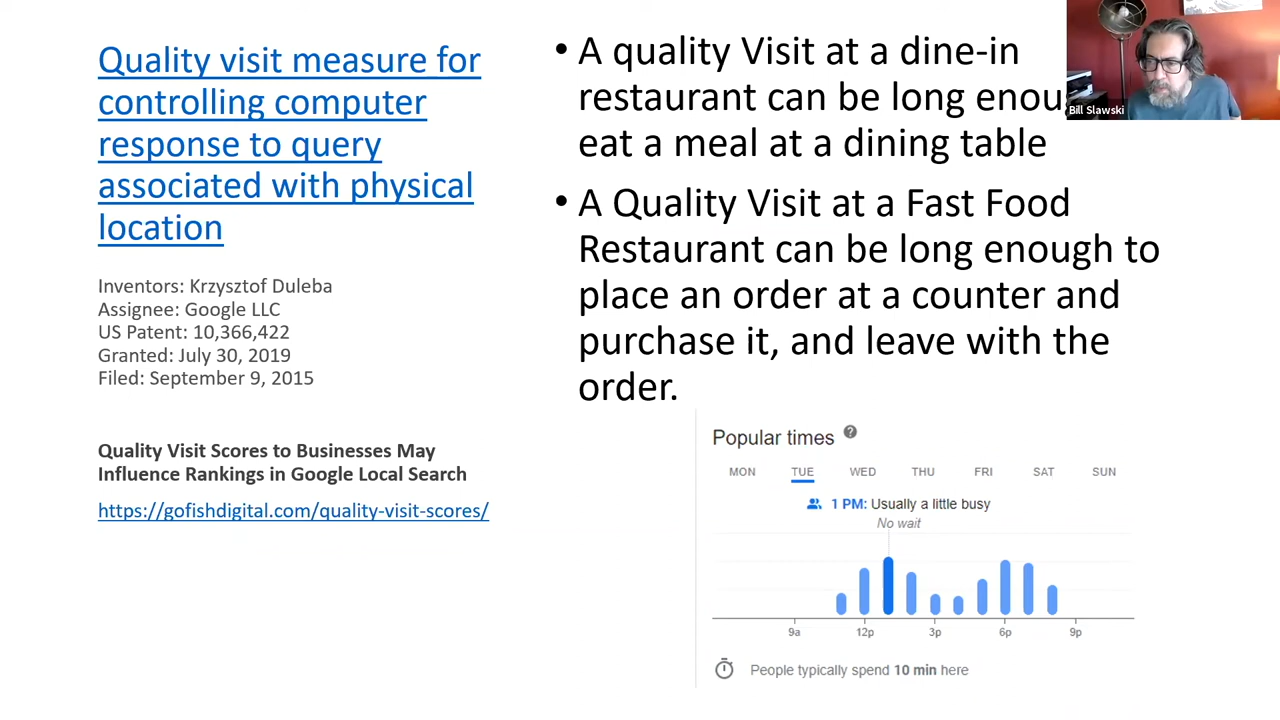 Quality visit measure for
controlling computer
response to query
associated with physical
location
Inventors: Krzysztof Duleba
Assignee: Google LLC
US Patent: 10,366,422
Granted: July 30, 2019
Filed: September 9, 2015
Quality Visit Scores to Businesses May
Influence Rankings in Google Local Search
https://gofishdigital.com/quality-visit-scores/
• A quality Visit at a dine-in
restaurant can be long enou
eat a meal at a dining table
• A Quality Visit at a Fast Food
Restaurant can be long enough to
place an order at a counter and
purchase it, and leave with the
order.
Bill Slawski
Popular times ?
MON TUE WED THU FRI SAT SUN
1 PM: Usually a little busy
No wait
9a 12p 3p 6p 9p
People typically spend 10 min here